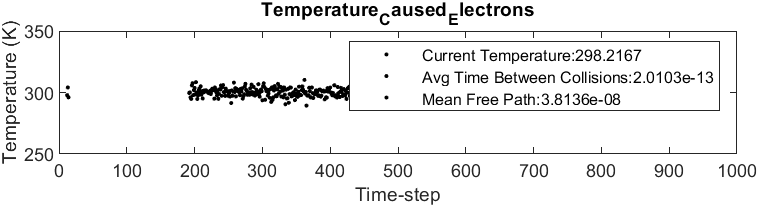 Temperature_Caused_Electrons
350
Temperature (K)
300
250
Current Temperature:298.2167
Avg Time Between Collisions:2.0103e-13
Mean Free Path:3.8136e-08
0 100 200 300 400 500 600 700 800 900 1000
Time-step